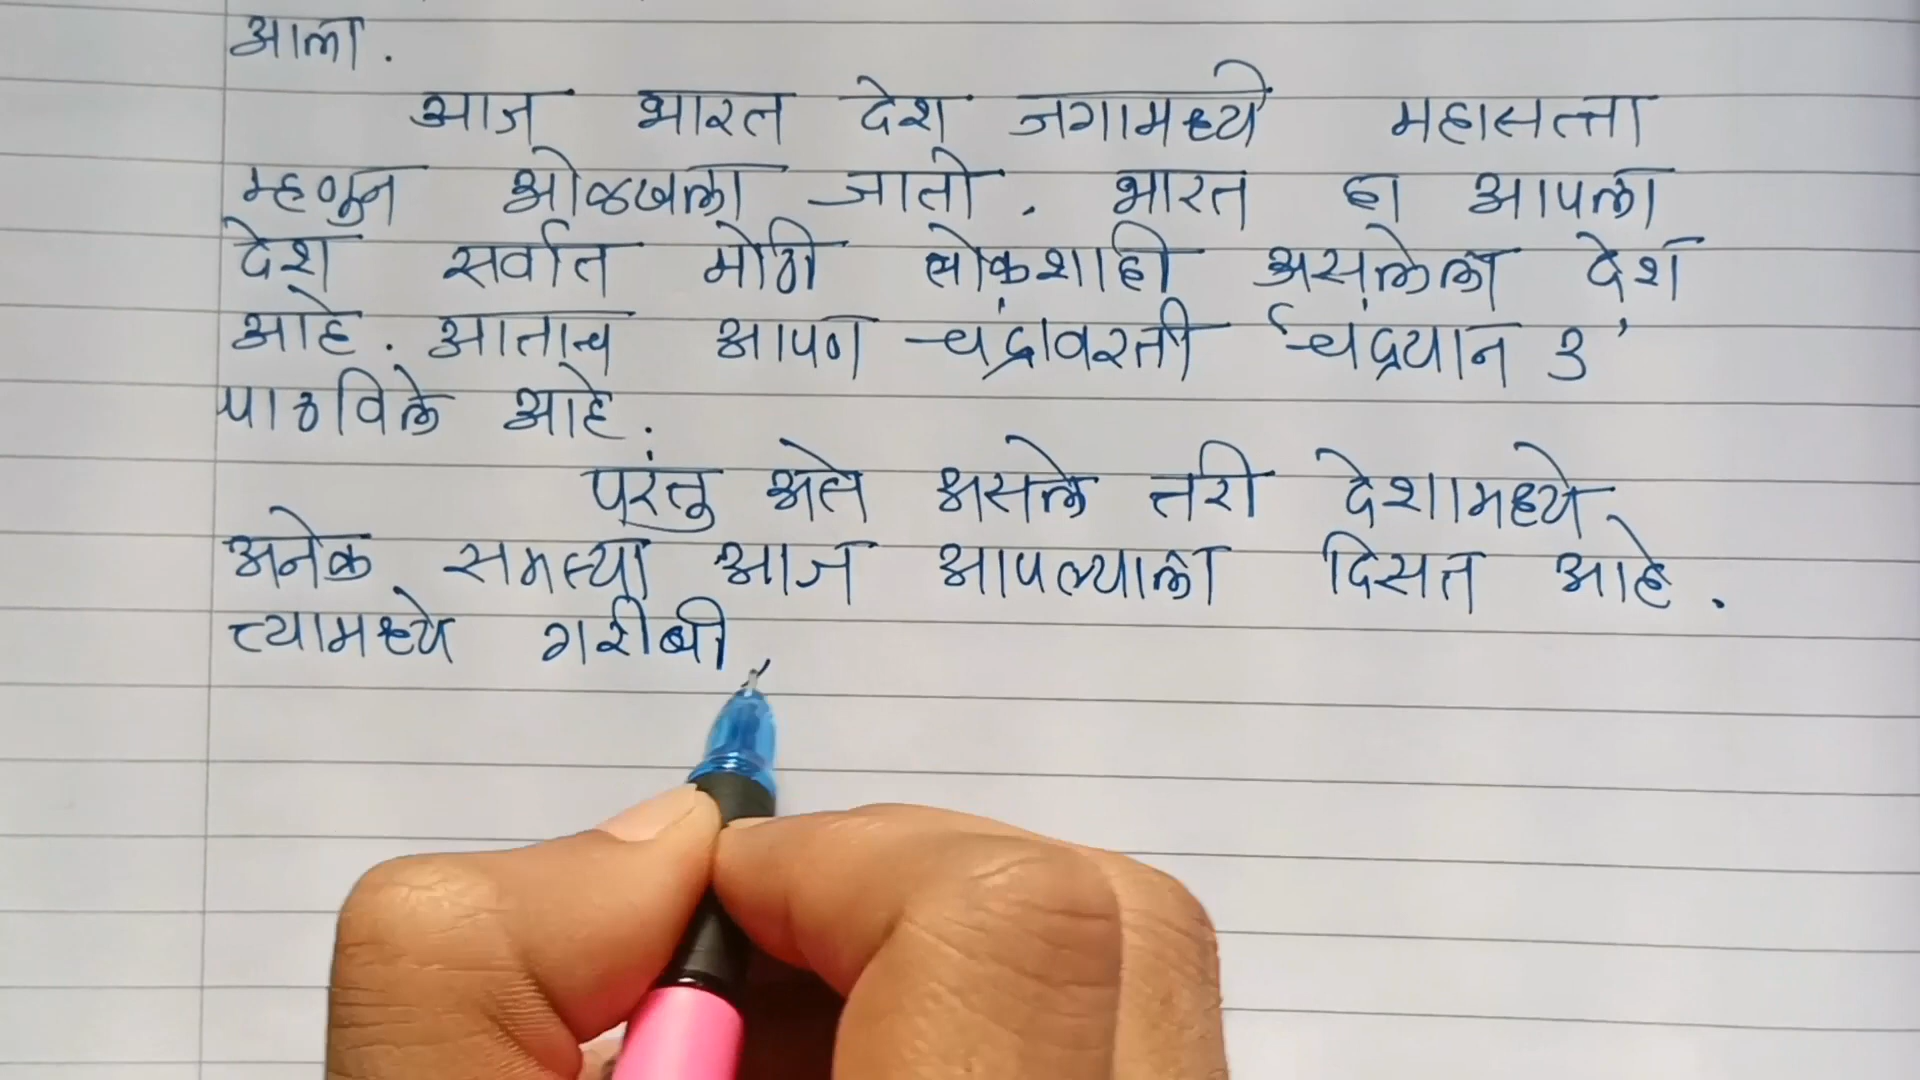 आला.
आज भारत देश जगामध्ये महासत्ता
म्हणुन ओळखला जातो. भारत हा आपला
देश सर्वात मोठी लोकशाही असलेला देश
आहे. आताच आपण चंद्रावरती 'चंद्रयान 3'
पाठविले आहे.
परंतु असे असले तरी देशामध्ये
अनेक समस्या आज आपल्याला दिसत आहे.
त्यामध्ये गरीबी,